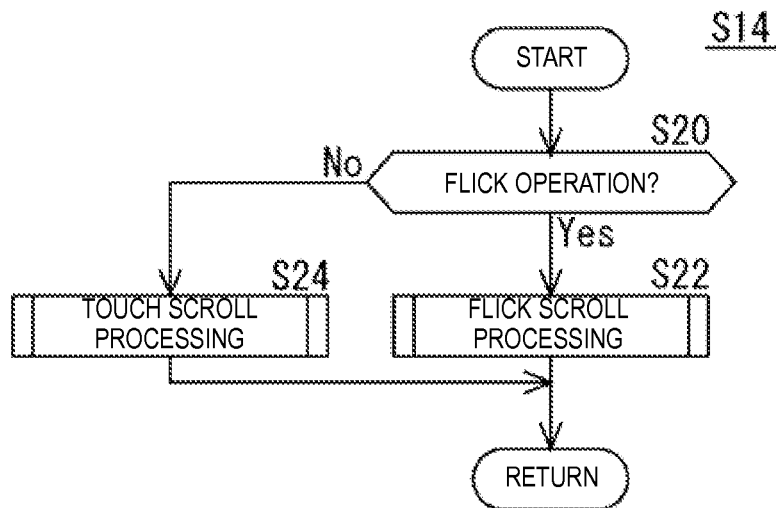 S14
START
S20
FLICK OPERATION?
No
Yes
S24
TOUCH SCROLL
PROCESSING
S22
FLICK SCROLL
PROCESSING
RETURN